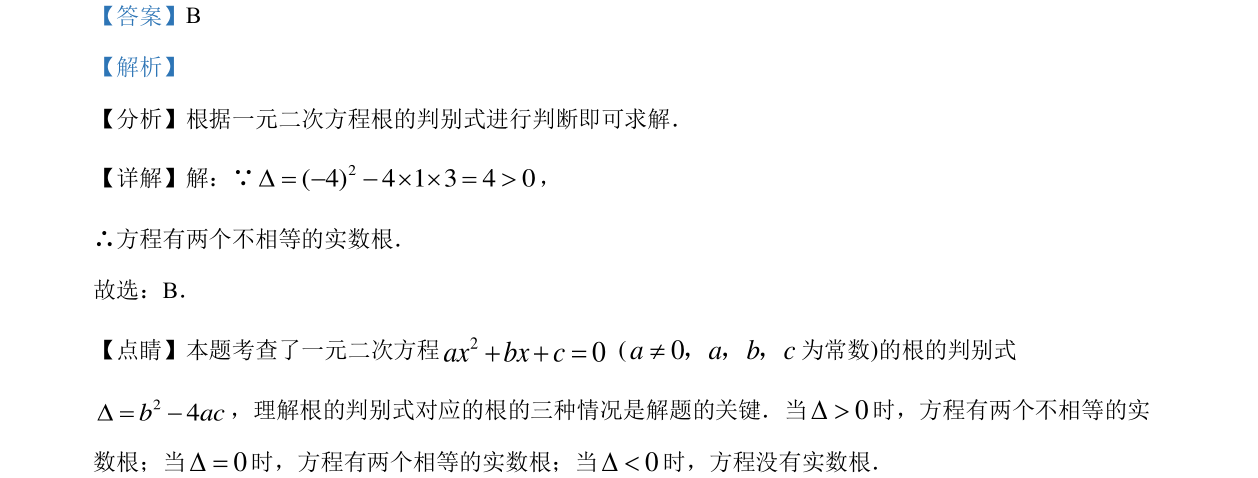 【答案】B
【解析】
【分析】根据一元二次方程根的判别式进行判断即可求解．
【详解】解：∵Δ=(−4)²−4×1×3=4>0，
∴方程有两个不相等的实数根．
故选：B．
【点睛】本题考查了一元二次方程ax²+bx+c=0 (a≠0，a，b，c为常数)的根的判别式
Δ=b²−4ac，理解根的判别式对应的根的三种情况是解题的关键．当Δ>0时，方程有两个不相等的实
数根；当Δ=0时，方程有两个相等的实数根；当Δ<0时，方程没有实数根．